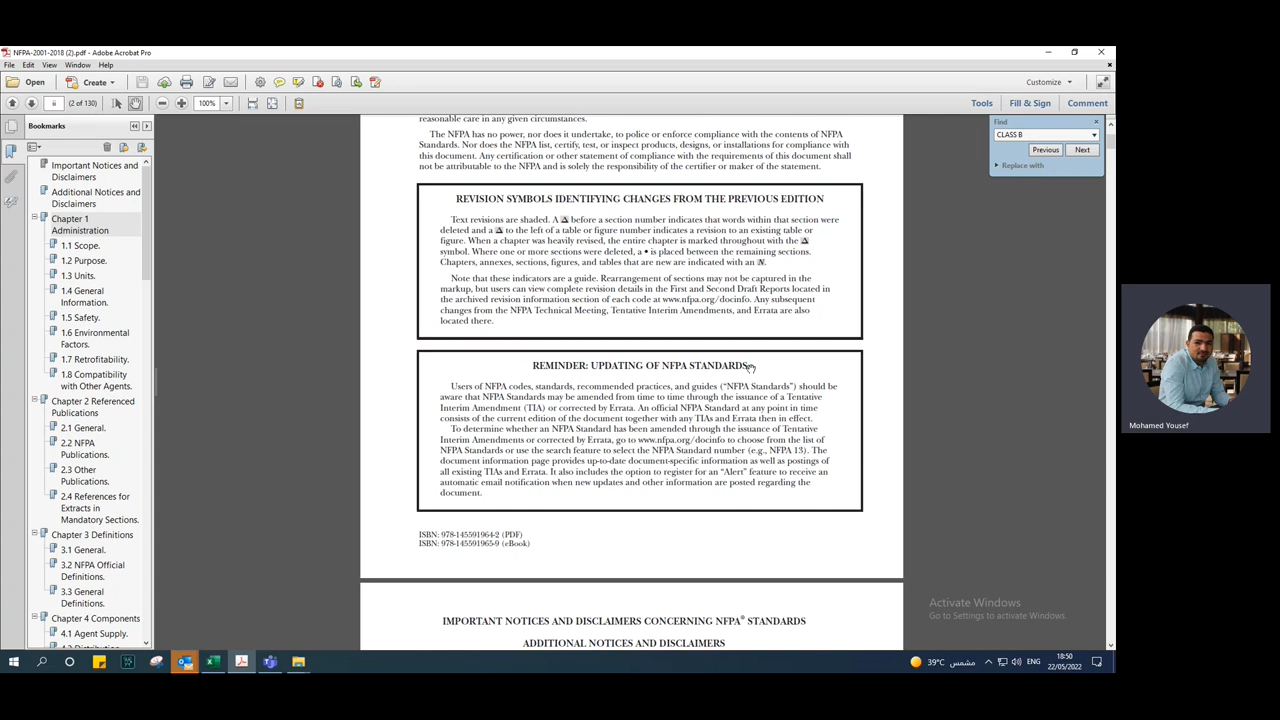 NFPA-2001-2018 (2).pdf - Adobe Acrobat Pro
File Edit View Window Help
Open Create Customize
ii (2 of 130) 100% Tools Fill & Sign Comment
Bookmarks
Important Notices and
Disclaimers
Additional Notices and
Disclaimers
Chapter 1
Administration
1.1 Scope.
1.2 Purpose.
1.3 Units.
1.4 General
Information.
1.5 Safety.
1.6 Environmental
Factors.
1.7 Retrofitability.
1.8 Compatibility
with Other Agents.
Chapter 2 Referenced
Publications
2.1 General.
2.2 NFPA
Publications.
2.3 Other
Publications.
2.4 References for
Extracts in
Mandatory Sections.
Chapter 3 Definitions
3.1 General.
3.2 NFPA Official
Definitions.
3.3 General
Definitions.
Chapter 4 Components
4.1 Agent Supply.
reasonable care in any given circumstances.
The NFPA has no power, nor does it undertake, to police or enforce compliance with the contents of NFPA
Standards. Nor does the NFPA list, certify, test, or inspect products, designs, or installations for compliance with
this document. Any certification or other statement of compliance with the requirements of this document shall
not be attributable to the NFPA and is solely the responsibility of the certifier or maker of the statement.
REVISION SYMBOLS IDENTIFYING CHANGES FROM THE PREVIOUS EDITION
Text revisions are shaded. A Δ before a section number indicates that words within that section were
deleted and a Δ to the left of a table or figure number indicates a revision to an existing table or
figure. When a chapter was heavily revised, the entire chapter is marked throughout with the Δ
symbol. Where one or more sections were deleted, a • is placed between the remaining sections.
Chapters, annexes, sections, figures, and tables that are new are indicated with an N.
Note that these indicators are a guide. Rearrangement of sections may not be captured in the
markup, but users can view complete revision details in the First and Second Draft Reports located in
the archived revision information section of each code at www.nfpa.org/docinfo. Any subsequent
changes from the NFPA Technical Meeting, Tentative Interim Amendments, and Errata are also
located there.
REMINDER: UPDATING OF NFPA STANDARDS
Users of NFPA codes, standards, recommended practices, and guides (“NFPA Standards”) should be
aware that NFPA Standards may be amended from time to time through the issuance of a Tentative
Interim Amendment (TIA) or corrected by Errata. An official NFPA Standard at any point in time
consists of the current edition of the document together with any TIAs and Errata then in effect.
To determine whether an NFPA Standard has been amended through the issuance of Tentative
Interim Amendments or corrected by Errata, go to www.nfpa.org/docinfo to choose from the list of
NFPA Standards or use the search feature to select the NFPA Standard number (e.g., NFPA 13). The
document information page provides up-to-date document-specific information as well as postings of
all existing TIAs and Errata. It also includes the option to register for an “Alert” feature to receive an
automatic email notification when new updates and other information are posted regarding the
document.
ISBN: 978-145591964-2 (PDF)
ISBN: 978-145591965-9 (eBook)
IMPORTANT NOTICES AND DISCLAIMERS CONCERNING NFPA® STANDARDS
ADDITIONAL NOTICES AND DISCLAIMERS
Find
CLASS B
Previous Next
Replace with
Mohamed Yousef
Activate Windows
Go to Settings to activate Windows.
39°C مشمس ENG 18:50
22/05/2022